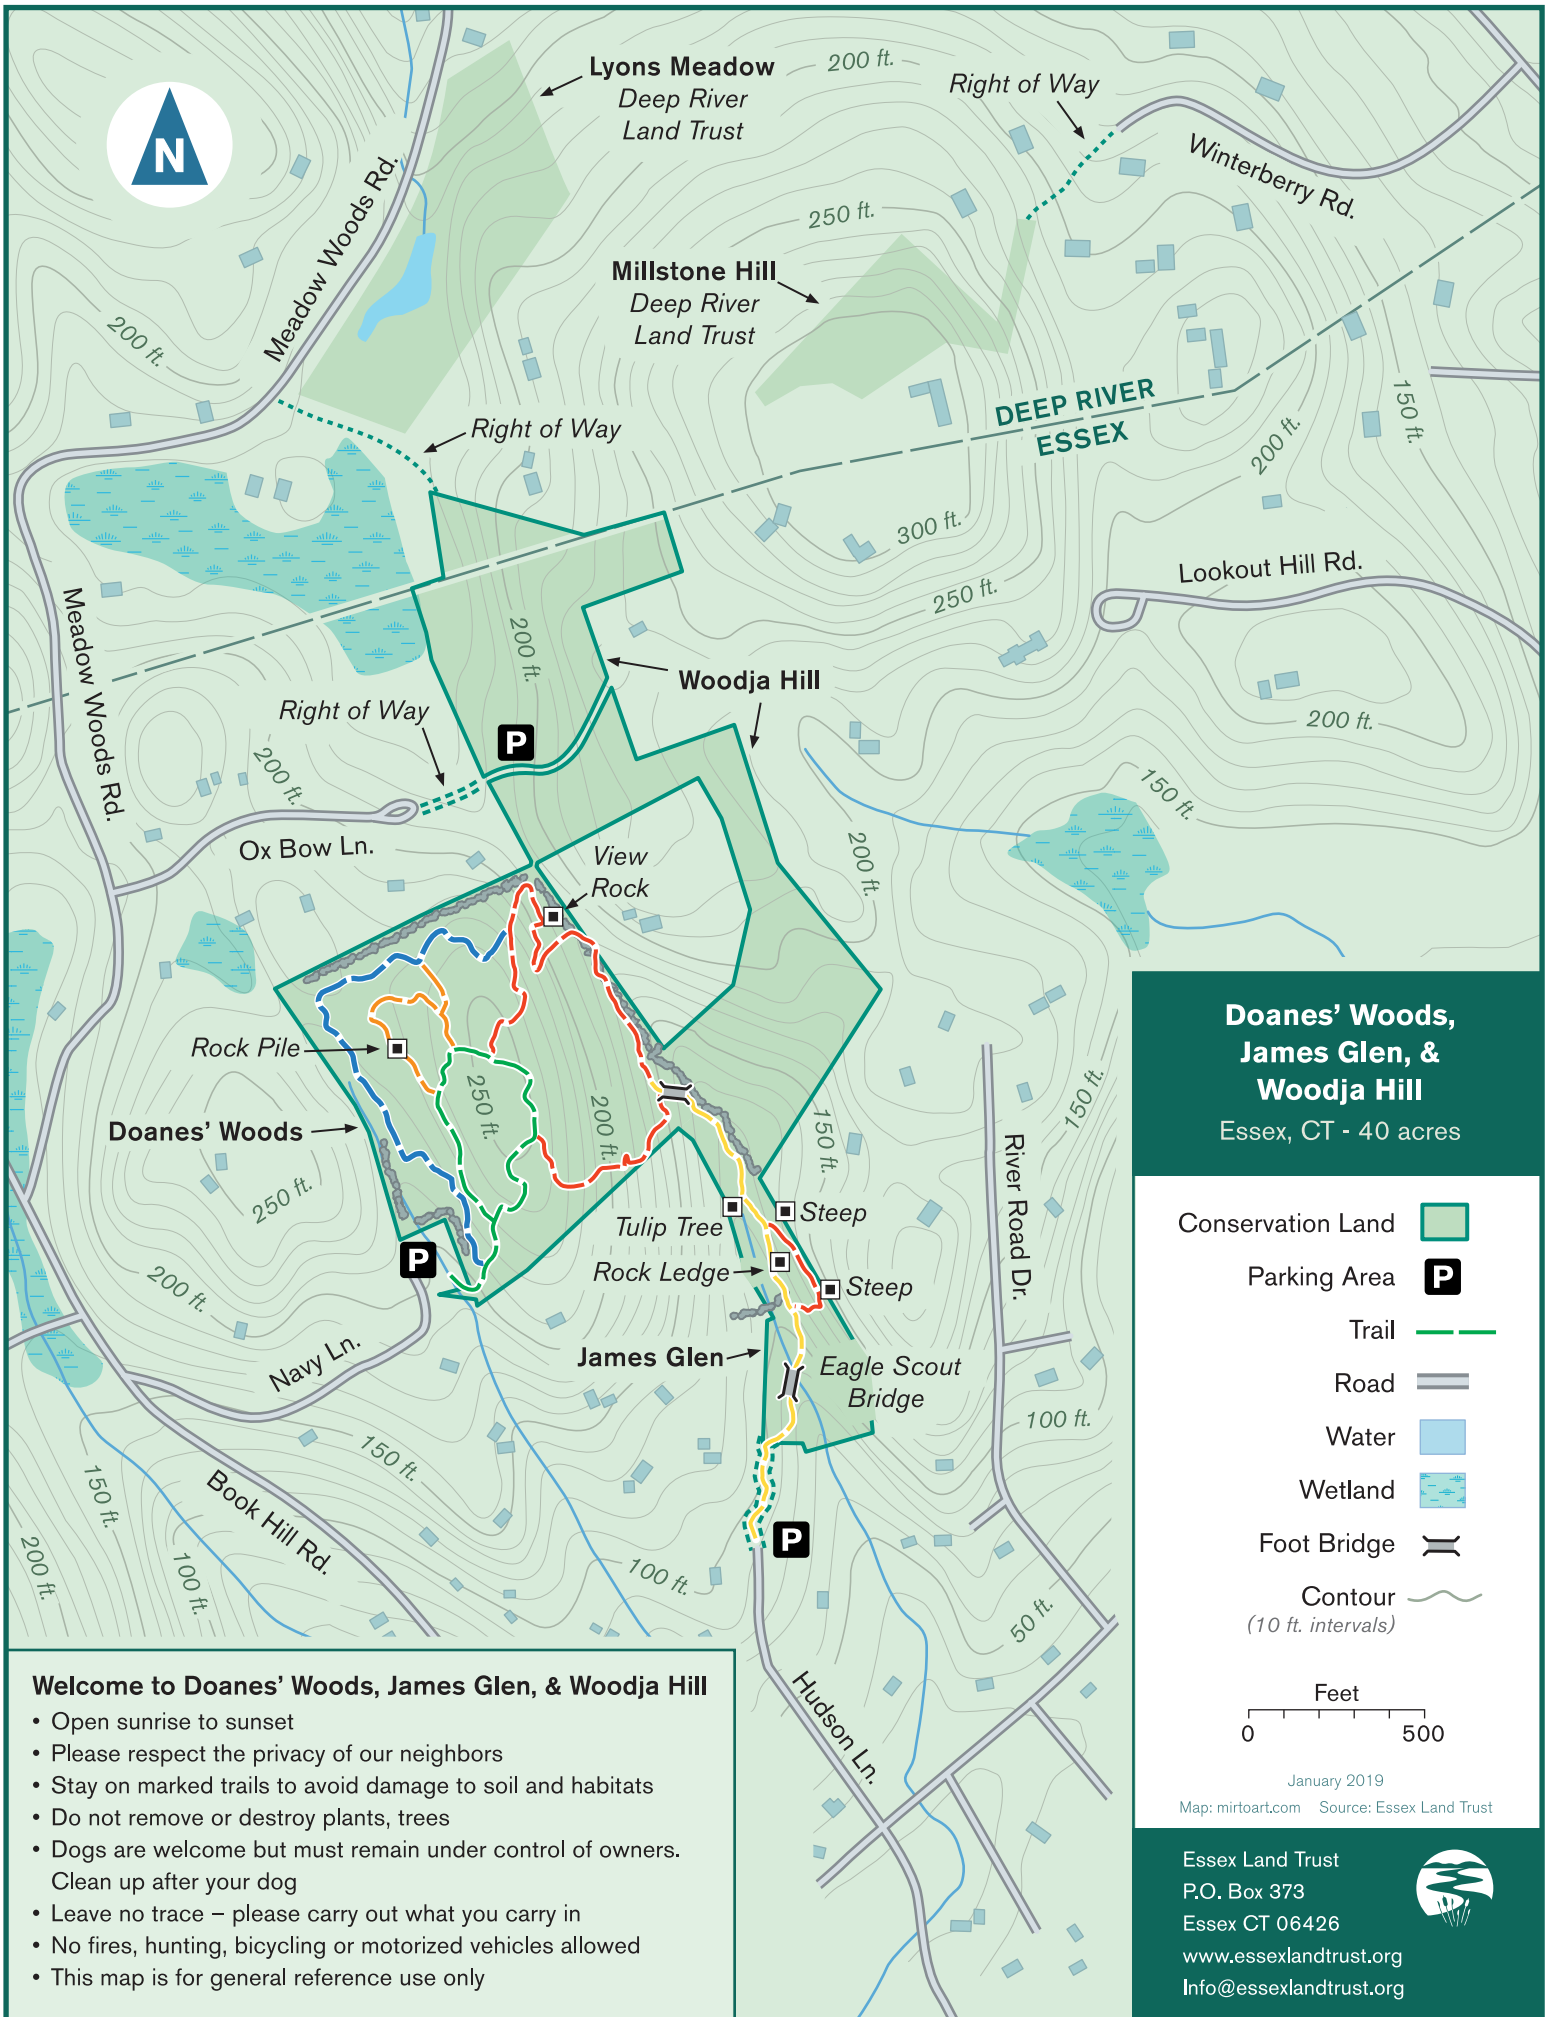 Lyons Meadow
Deep River
Land Trust
200 ft.
Right of Way
N
Winterberry Rd.
Meadow Woods Rd.
250 ft.
Millstone Hill
Deep River
Land Trust
200 ft.
DEEP RIVER
ESSEX
150 ft.
200 ft.
Right of Way
300 ft.
250 ft.
Lookout Hill Rd.
Meadow Woods Rd.
200 ft.
Woodja Hill
Right of Way
P
200 ft.
200 ft.
150 ft.
Ox Bow Ln.
View
Rock
200 ft.
Rock Pile
250 ft.
200 ft.
Doanes' Woods
150 ft.
150 ft.
River Road Dr.
250 ft.
Tulip Tree
Steep
Rock Ledge
Steep
P
200 ft.
James Glen
Eagle Scout
Bridge
Navy Ln.
100 ft.
150 ft.
150 ft.
Book Hill Rd.
P
200 ft.
100 ft.
100 ft.
50 ft.
Hudson Ln.
Doanes' Woods,
James Glen, &
Woodja Hill
Essex, CT - 40 acres
Conservation Land
Parking Area P
Trail
Road
Water
Wetland
Foot Bridge
Contour
(10 ft. intervals)
Feet
0 500
January 2019
Map: mirtoart.com Source: Essex Land Trust
Essex Land Trust
P.O. Box 373
Essex CT 06426
www.essexlandtrust.org
Info@essexlandtrust.org
Welcome to Doanes' Woods, James Glen, & Woodja Hill
• Open sunrise to sunset
• Please respect the privacy of our neighbors
• Stay on marked trails to avoid damage to soil and habitats
• Do not remove or destroy plants, trees
• Dogs are welcome but must remain under control of owners.
Clean up after your dog
• Leave no trace – please carry out what you carry in
• No fires, hunting, bicycling or motorized vehicles allowed
• This map is for general reference use only